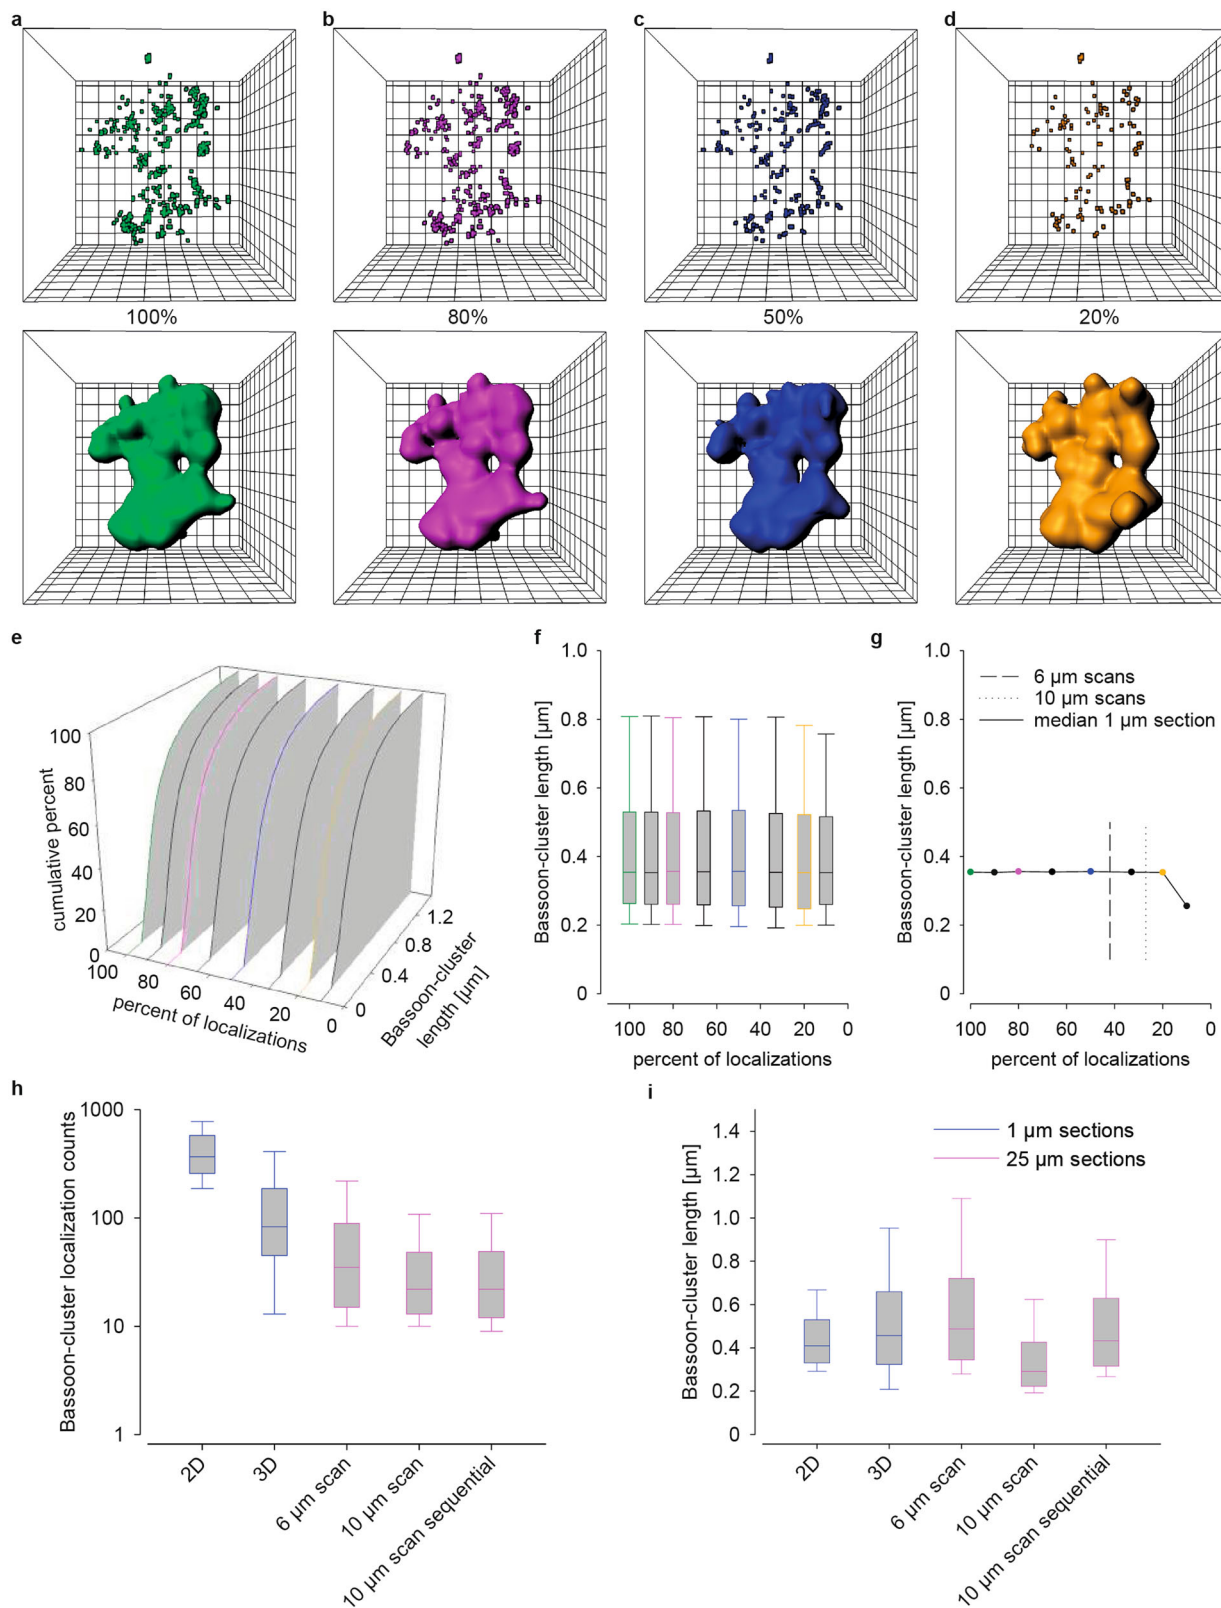 a
b
c
d
100%
80%
50%
20%
e
cumulative percent
100
80
60
40
20
0
100
80
60
40
20
0
percent of localizations
0
0.4
0.8
1.2
Bassoon-cluster
length [µm]
f
Bassoon-cluster length [µm]
1.0
0.8
0.6
0.4
0.2
0
100 80 60 40 20 0
percent of localizations
g
Bassoon-cluster length [µm]
1.0
0.8
0.6
0.4
0.2
0
6 µm scans
10 µm scans
median 1 µm section
100 80 60 40 20 0
percent of localizations
h
Bassoon-cluster localization counts
1000
100
10
1
2D
3D
6 µm scan
10 µm scan
10 µm scan sequential
i
Bassoon-cluster length [µm]
1.4
1.2
1.0
0.8
0.6
0.4
0.2
0
1 µm sections
25 µm sections
2D
3D
6 µm scan
10 µm scan
10 µm scan sequential